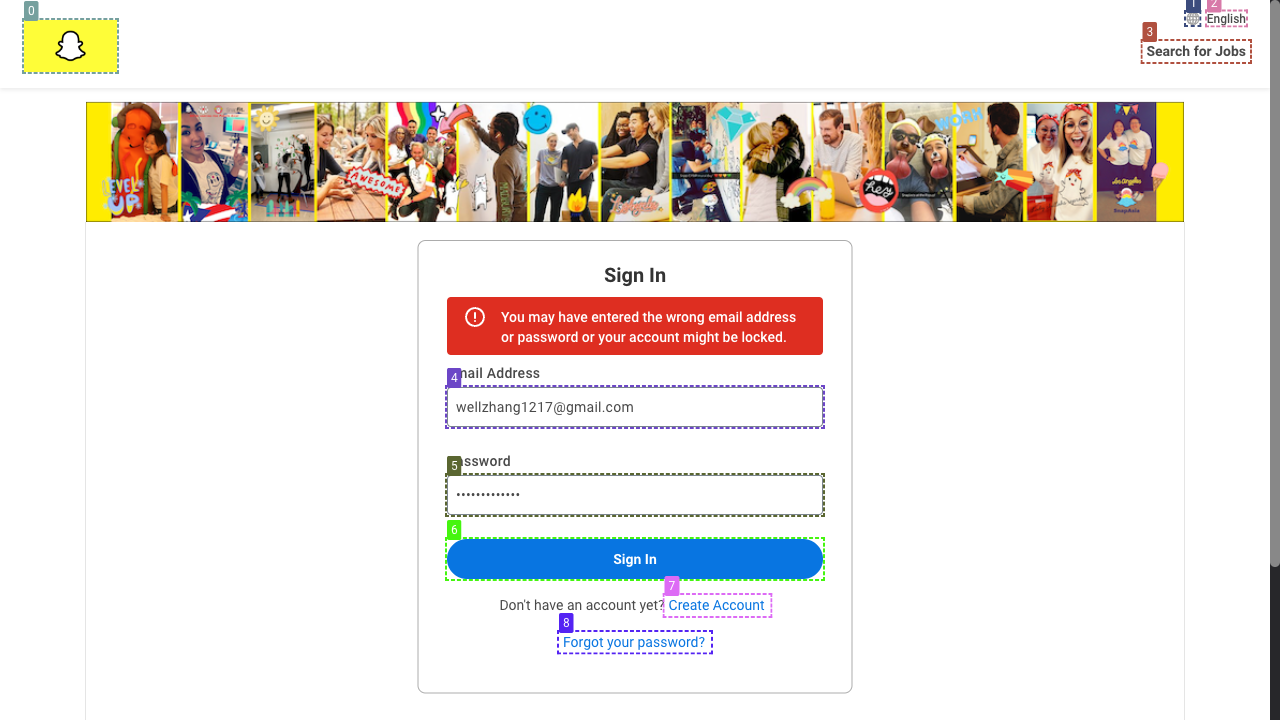 0
1
2
English
3
Search for Jobs
LEVEL UP
AWESOME
WORK
hey
Los Angeles
Sign In
You may have entered the wrong email address
or password or your account might be locked.
4
mail Address
wellzhang1217@gmail.com
5
assword
•••••••••••••
6
Sign In
7
Don't have an account yet? Create Account
8
Forgot your password?